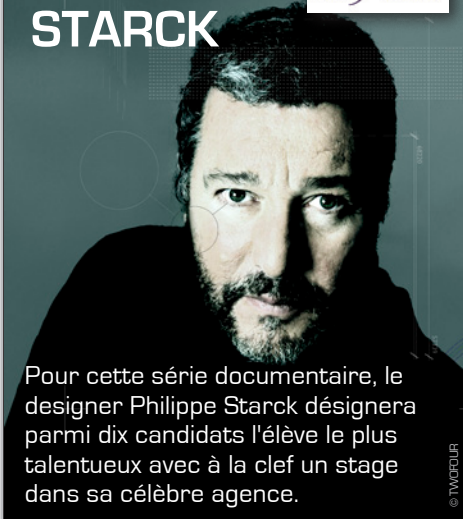 STARCK
Pour cette série documentaire, le
designer Philippe Starck désignera
parmi dix candidats l'élève le plus
talentueux avec à la clef un stage
dans sa célèbre agence.
© TWOFOUR